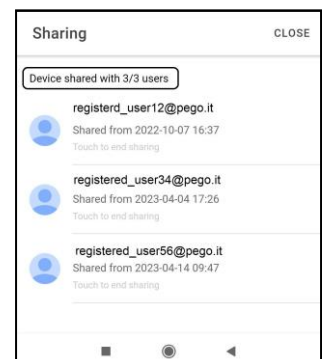 Sharing CLOSE
Device shared with 3/3 users
registerd_user12@pego.it
Shared from 2022-10-07 16:37
Touch to end sharing
registered_user34@pego.it
Shared from 2023-04-04 17:26
Touch to end sharing
registered_user56@pego.it
Shared from 2023-04-14 09:47
Touch to end sharing